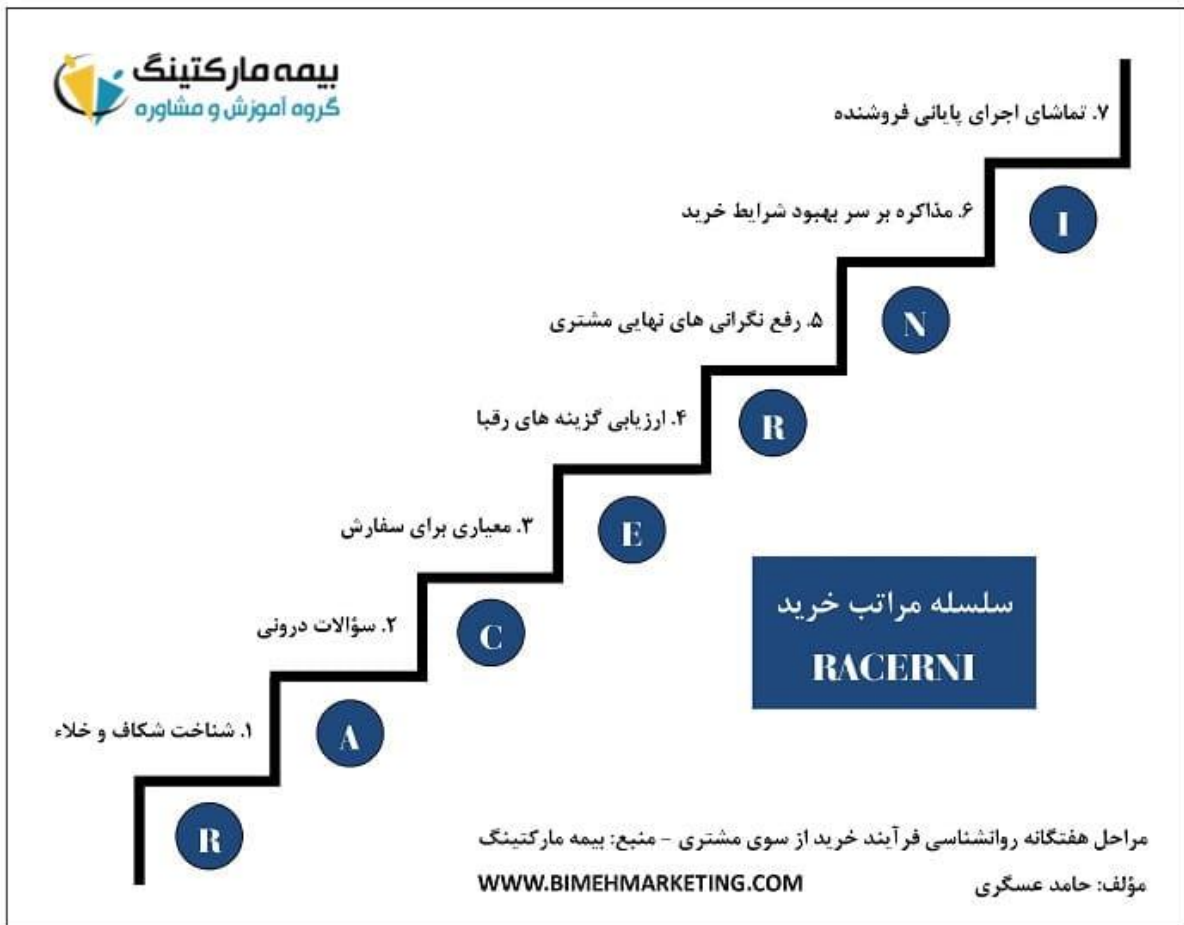 بیمه مارکتینگ
گروه آموزش و مشاوره
۷. تماشای اجرای پایانی فروشنده
I
۶. مذاکره بر سر بهبود شرایط خرید
N
۵. رفع نگرانی های نهایی مشتری
R
۴. ارزیابی گزینه های رقبا
E
۳. معیاری برای سفارش
C
۲. سؤالات درونی
A
۱. شناخت شکاف و خلاء
R
سلسله مراتب خرید
RACERNI
مراحل هفتگانه روانشناسی فرآیند خرید از سوی مشتری - منبع: بیمه مارکتینگ
مؤلف: حامد عسگری WWW.BIMEHMARKETING.COM